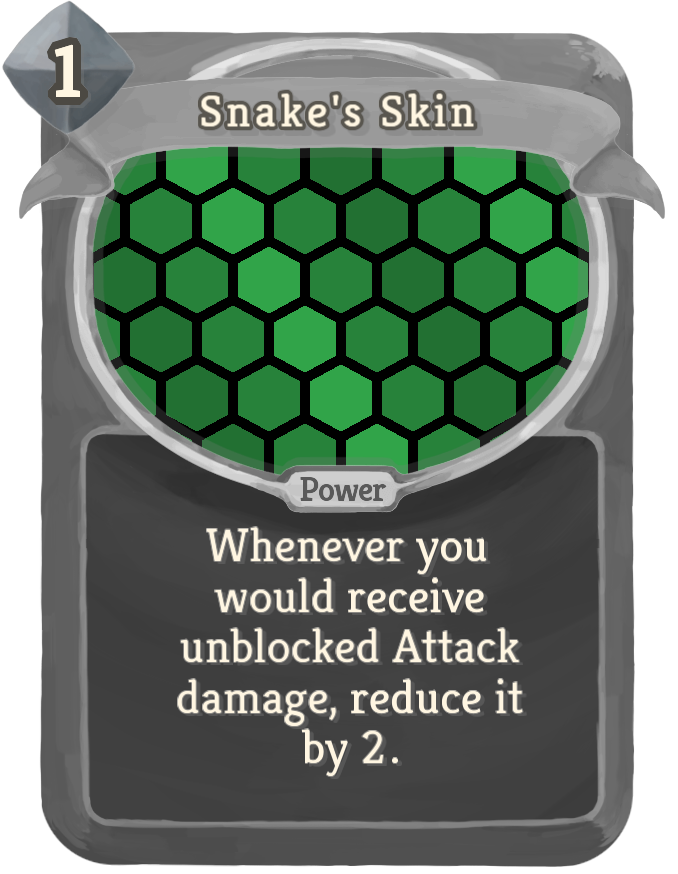 1
Snake's Skin
Power
Whenever you
would receive
unblocked Attack
damage, reduce it
by 2.